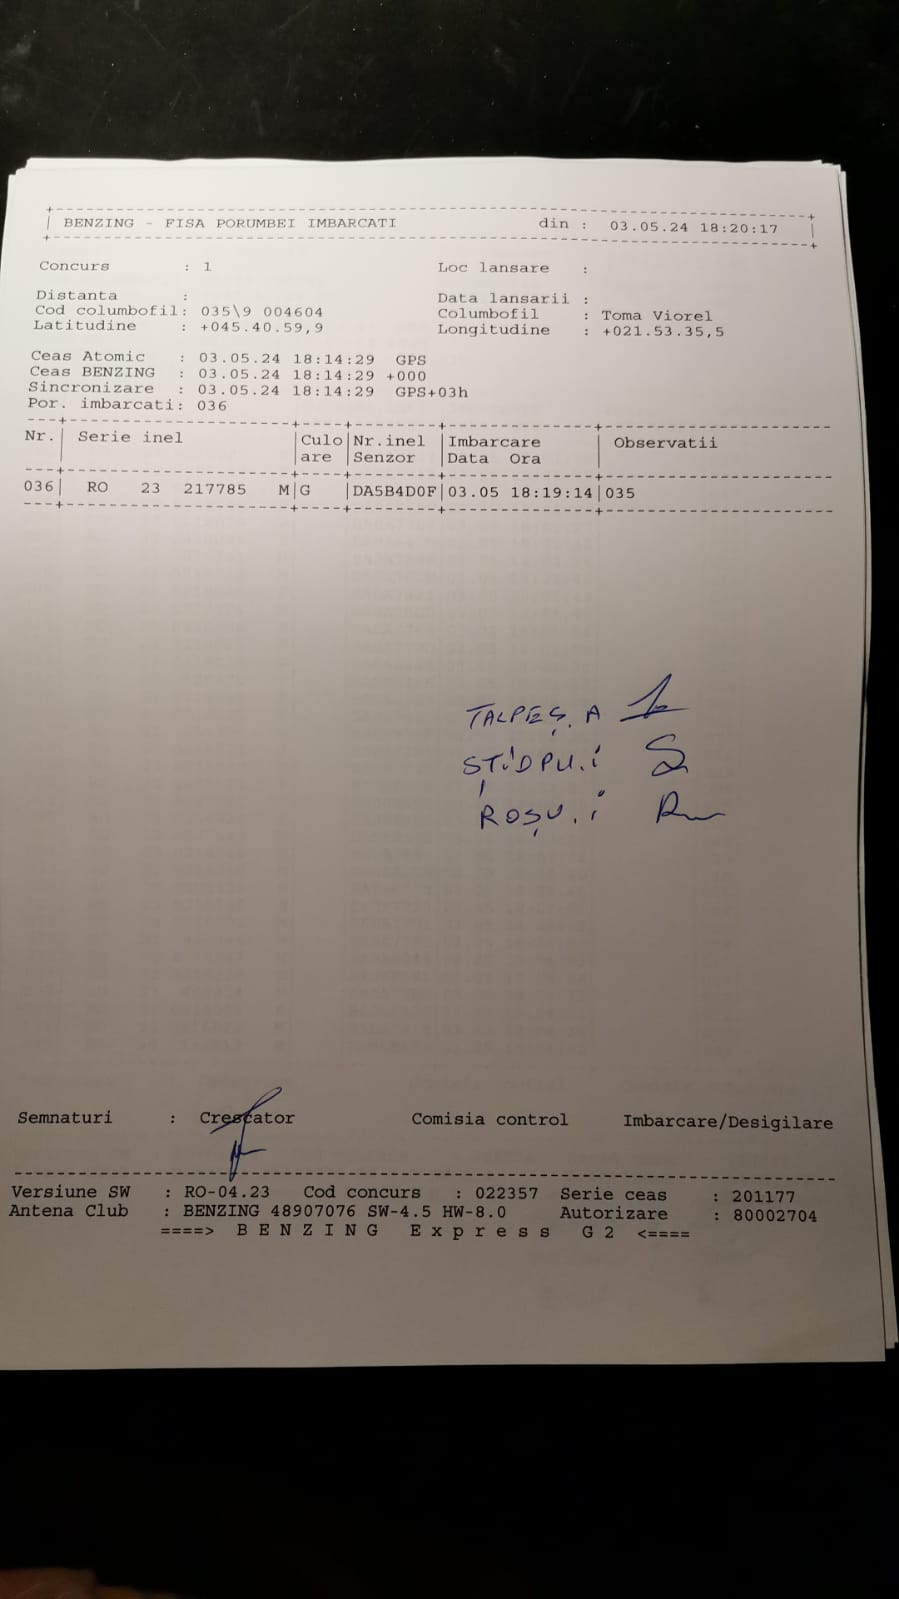 BENZING - FISA PORUMBEI IMBARCATI din : 03.05.24 18:20:17
Concurs : 1 Loc lansare :
Distanta : Data lansarii :
Cod columbofil: 035\9 004604 Columbofil : Toma Viorel
Latitudine : +045.40.59,9 Longitudine : +021.53.35,5
Ceas Atomic : 03.05.24 18:14:29 GPS
Ceas BENZING : 03.05.24 18:14:29 +000
Sincronizare : 03.05.24 18:14:29 GPS+03h
Por. imbarcati: 036
Nr. Serie inel Culo Nr.inel Imbarcare Observatii
are Senzor Data Ora
036 RO 23 217785 M G DA5B4D0F 03.05 18:19:14 035
TALPEȘ. A
ROȘU. i
Semnaturi : Crescator Comisia control Imbarcare/Desigilare
Versiune SW : RO-04.23 Cod concurs : 022357 Serie ceas : 201177
Antena Club : BENZING 48907076 SW-4.5 HW-8.0 Autorizare : 80002704
====> B E N Z I N G E x p r e s s G 2 <====